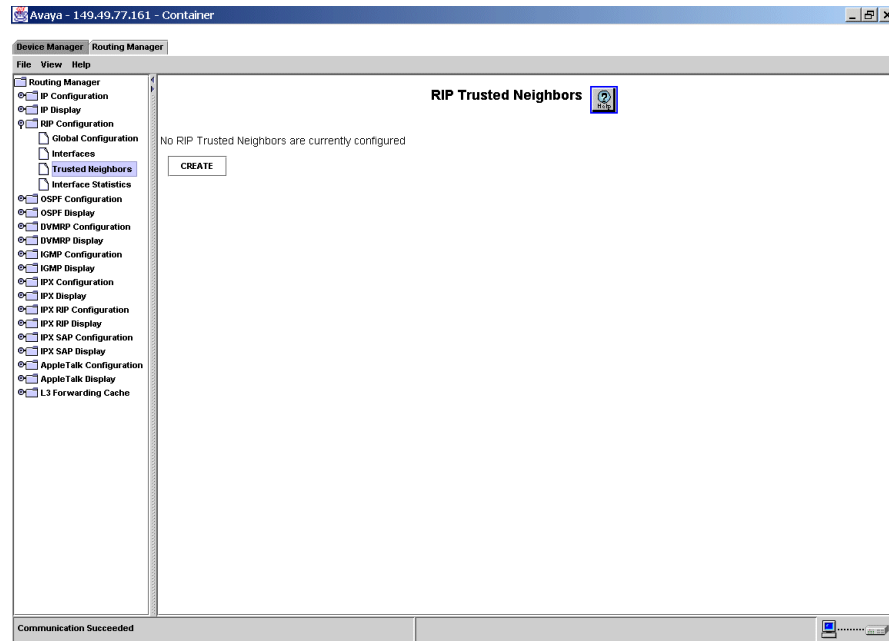 Avaya - 149.49.77.161 - Container
Device Manager Routing Manager
File View Help
Routing Manager
IP Configuration
IP Display
RIP Configuration
Global Configuration
Interfaces
Trusted Neighbors
Interface Statistics
OSPF Configuration
OSPF Display
DVMRP Configuration
DVMRP Display
IGMP Configuration
IGMP Display
IPX Configuration
IPX Display
IPX RIP Configuration
IPX RIP Display
IPX SAP Configuration
IPX SAP Display
AppleTalk Configuration
AppleTalk Display
L3 Forwarding Cache
RIP Trusted Neighbors
Help
No RIP Trusted Neighbors are currently configured
CREATE
Communication Succeeded